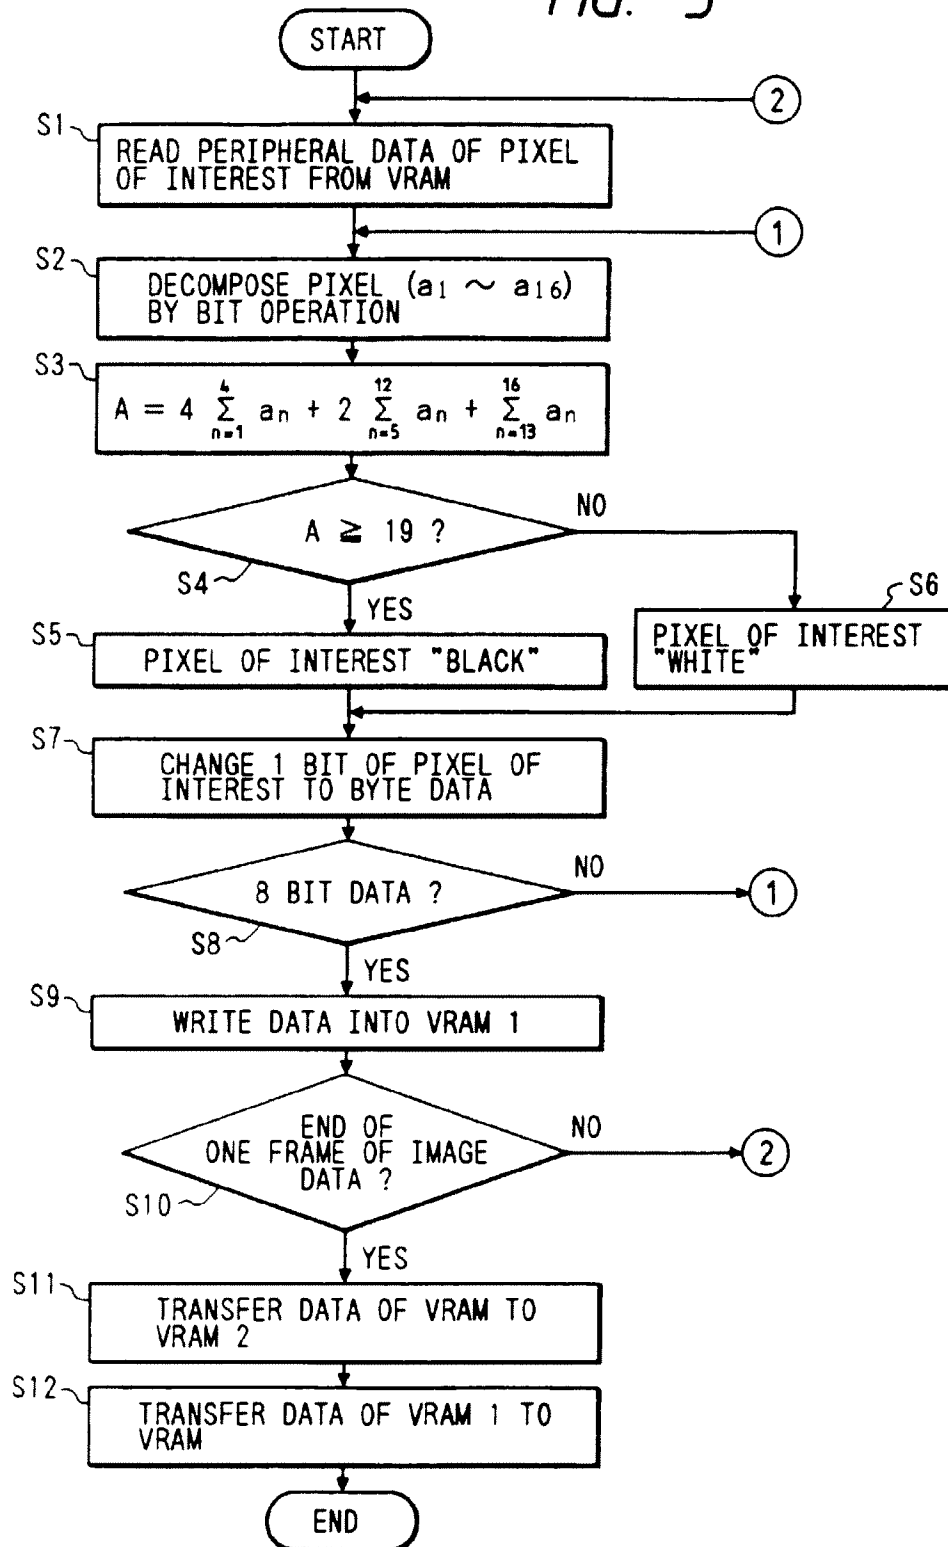 FIG. 5
START
2
S1
READ PERIPHERAL DATA OF PIXEL
OF INTEREST FROM VRAM
1
S2
DECOMPOSE PIXEL (a1 ~ a16)
BY BIT OPERATION
S3
A = 4 4Σn=1 an + 2 12Σn=5 an + 16Σn=13 an
A ≧ 19 ?
NO
S4
YES
S6
S5
PIXEL OF INTEREST "BLACK"
PIXEL OF INTEREST
"WHITE"
S7
CHANGE 1 BIT OF PIXEL OF
INTEREST TO BYTE DATA
8 BIT DATA ?
NO
1
S8
YES
S9
WRITE DATA INTO VRAM 1
END OF
ONE FRAME OF IMAGE
DATA ?
NO
2
S10
YES
S11
TRANSFER DATA OF VRAM TO
VRAM 2
S12
TRANSFER DATA OF VRAM 1 TO
VRAM
END